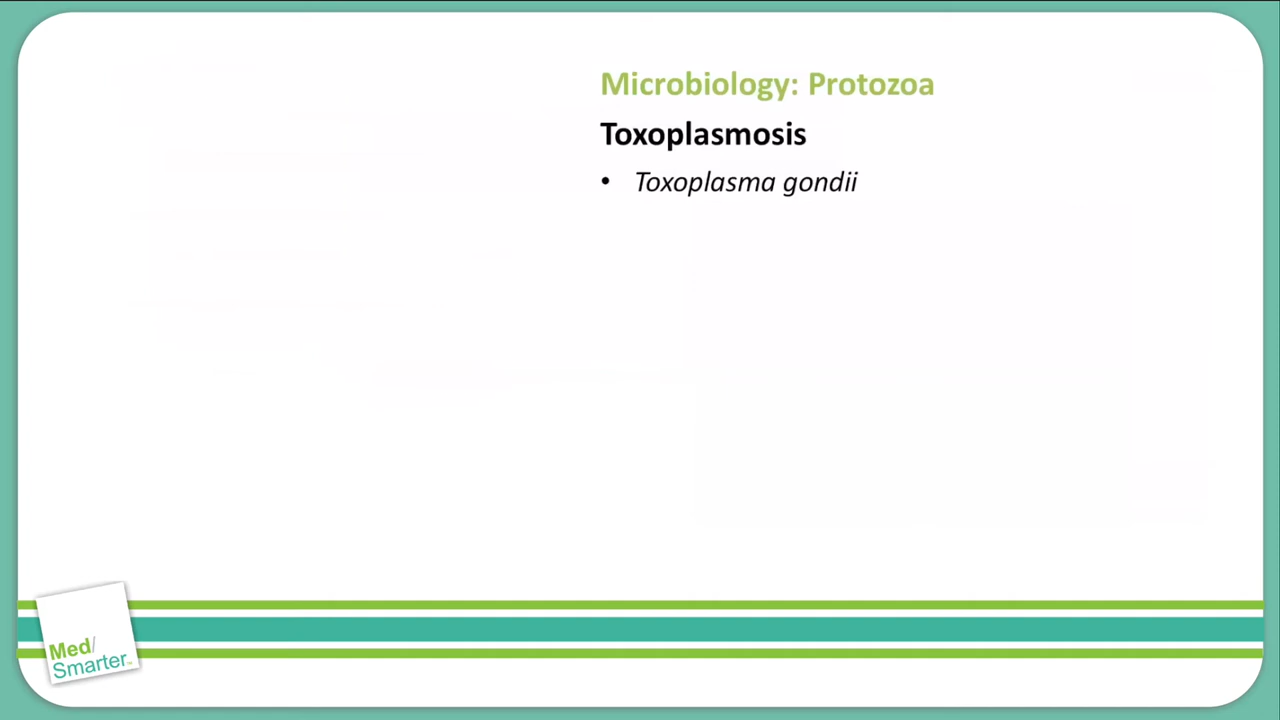 Microbiology: Protozoa
Toxoplasmosis
• Toxoplasma gondii
Med/
Smarter